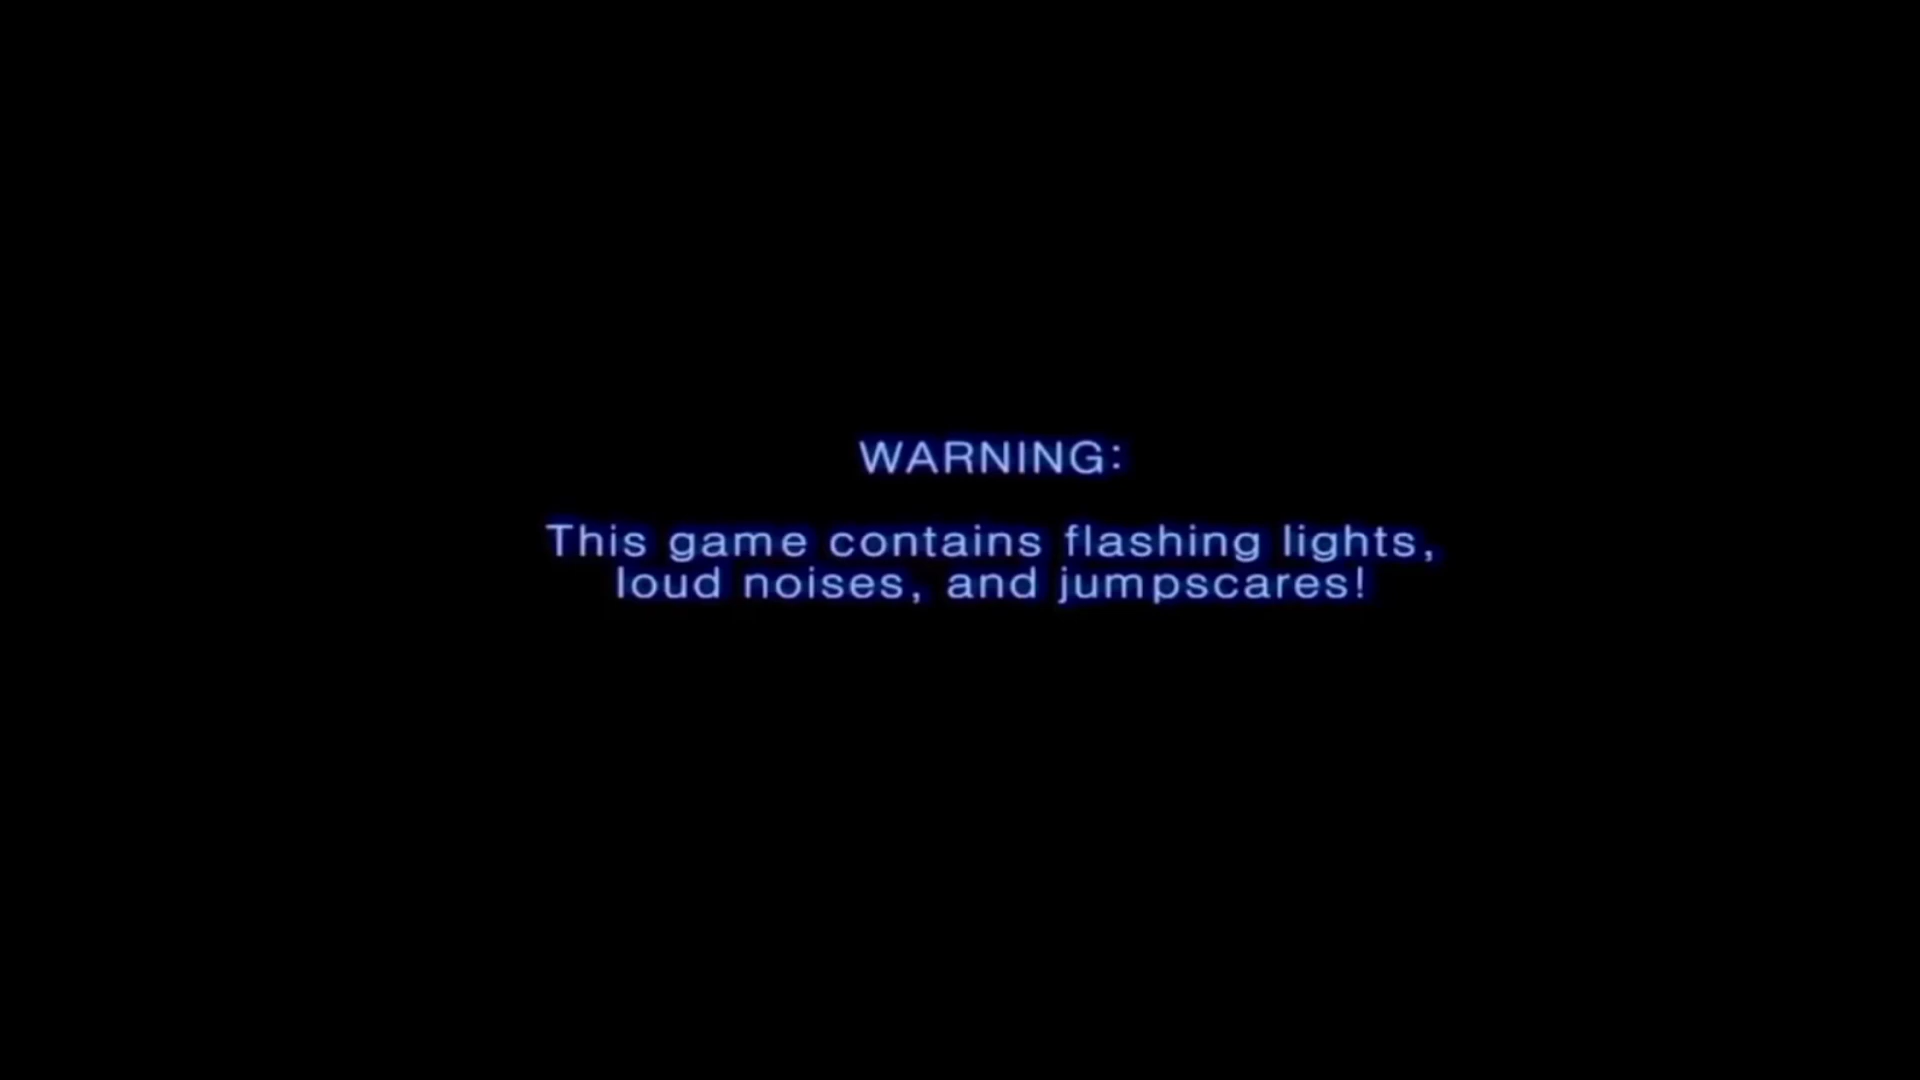 WARNING:
This game contains flashing lights,
loud noises, and jumpscares!